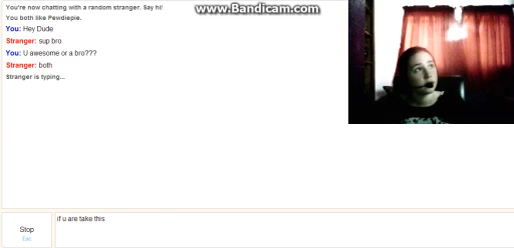 www.Bandicam.com
You're now chatting with a random stranger. Say hi!
You both like Pewdiepie.
You: Hey Dude
Stranger: sup bro
You: U awesome or a bro???
Stranger: both
Stranger is typing...
if u are take this
Stop
Esc